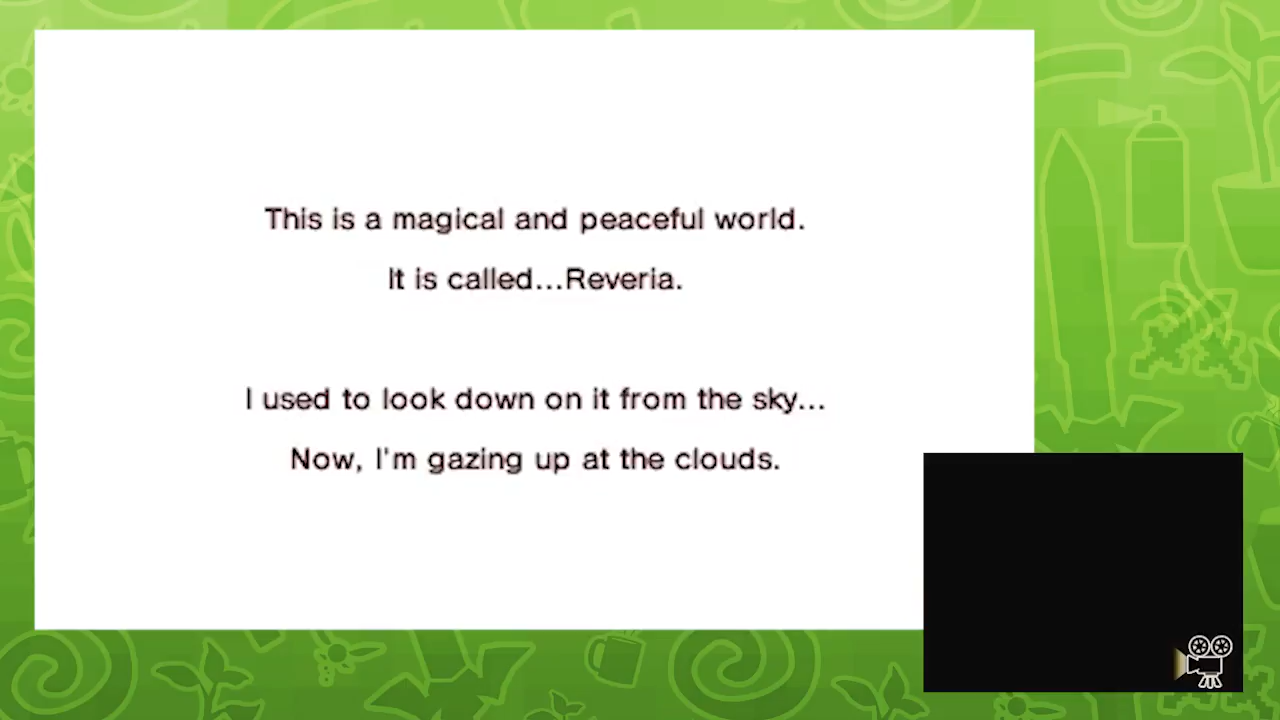 This is a magical and peaceful world.
It is called...Reveria.
I used to look down on it from the sky...
Now, I'm gazing up at the clouds.